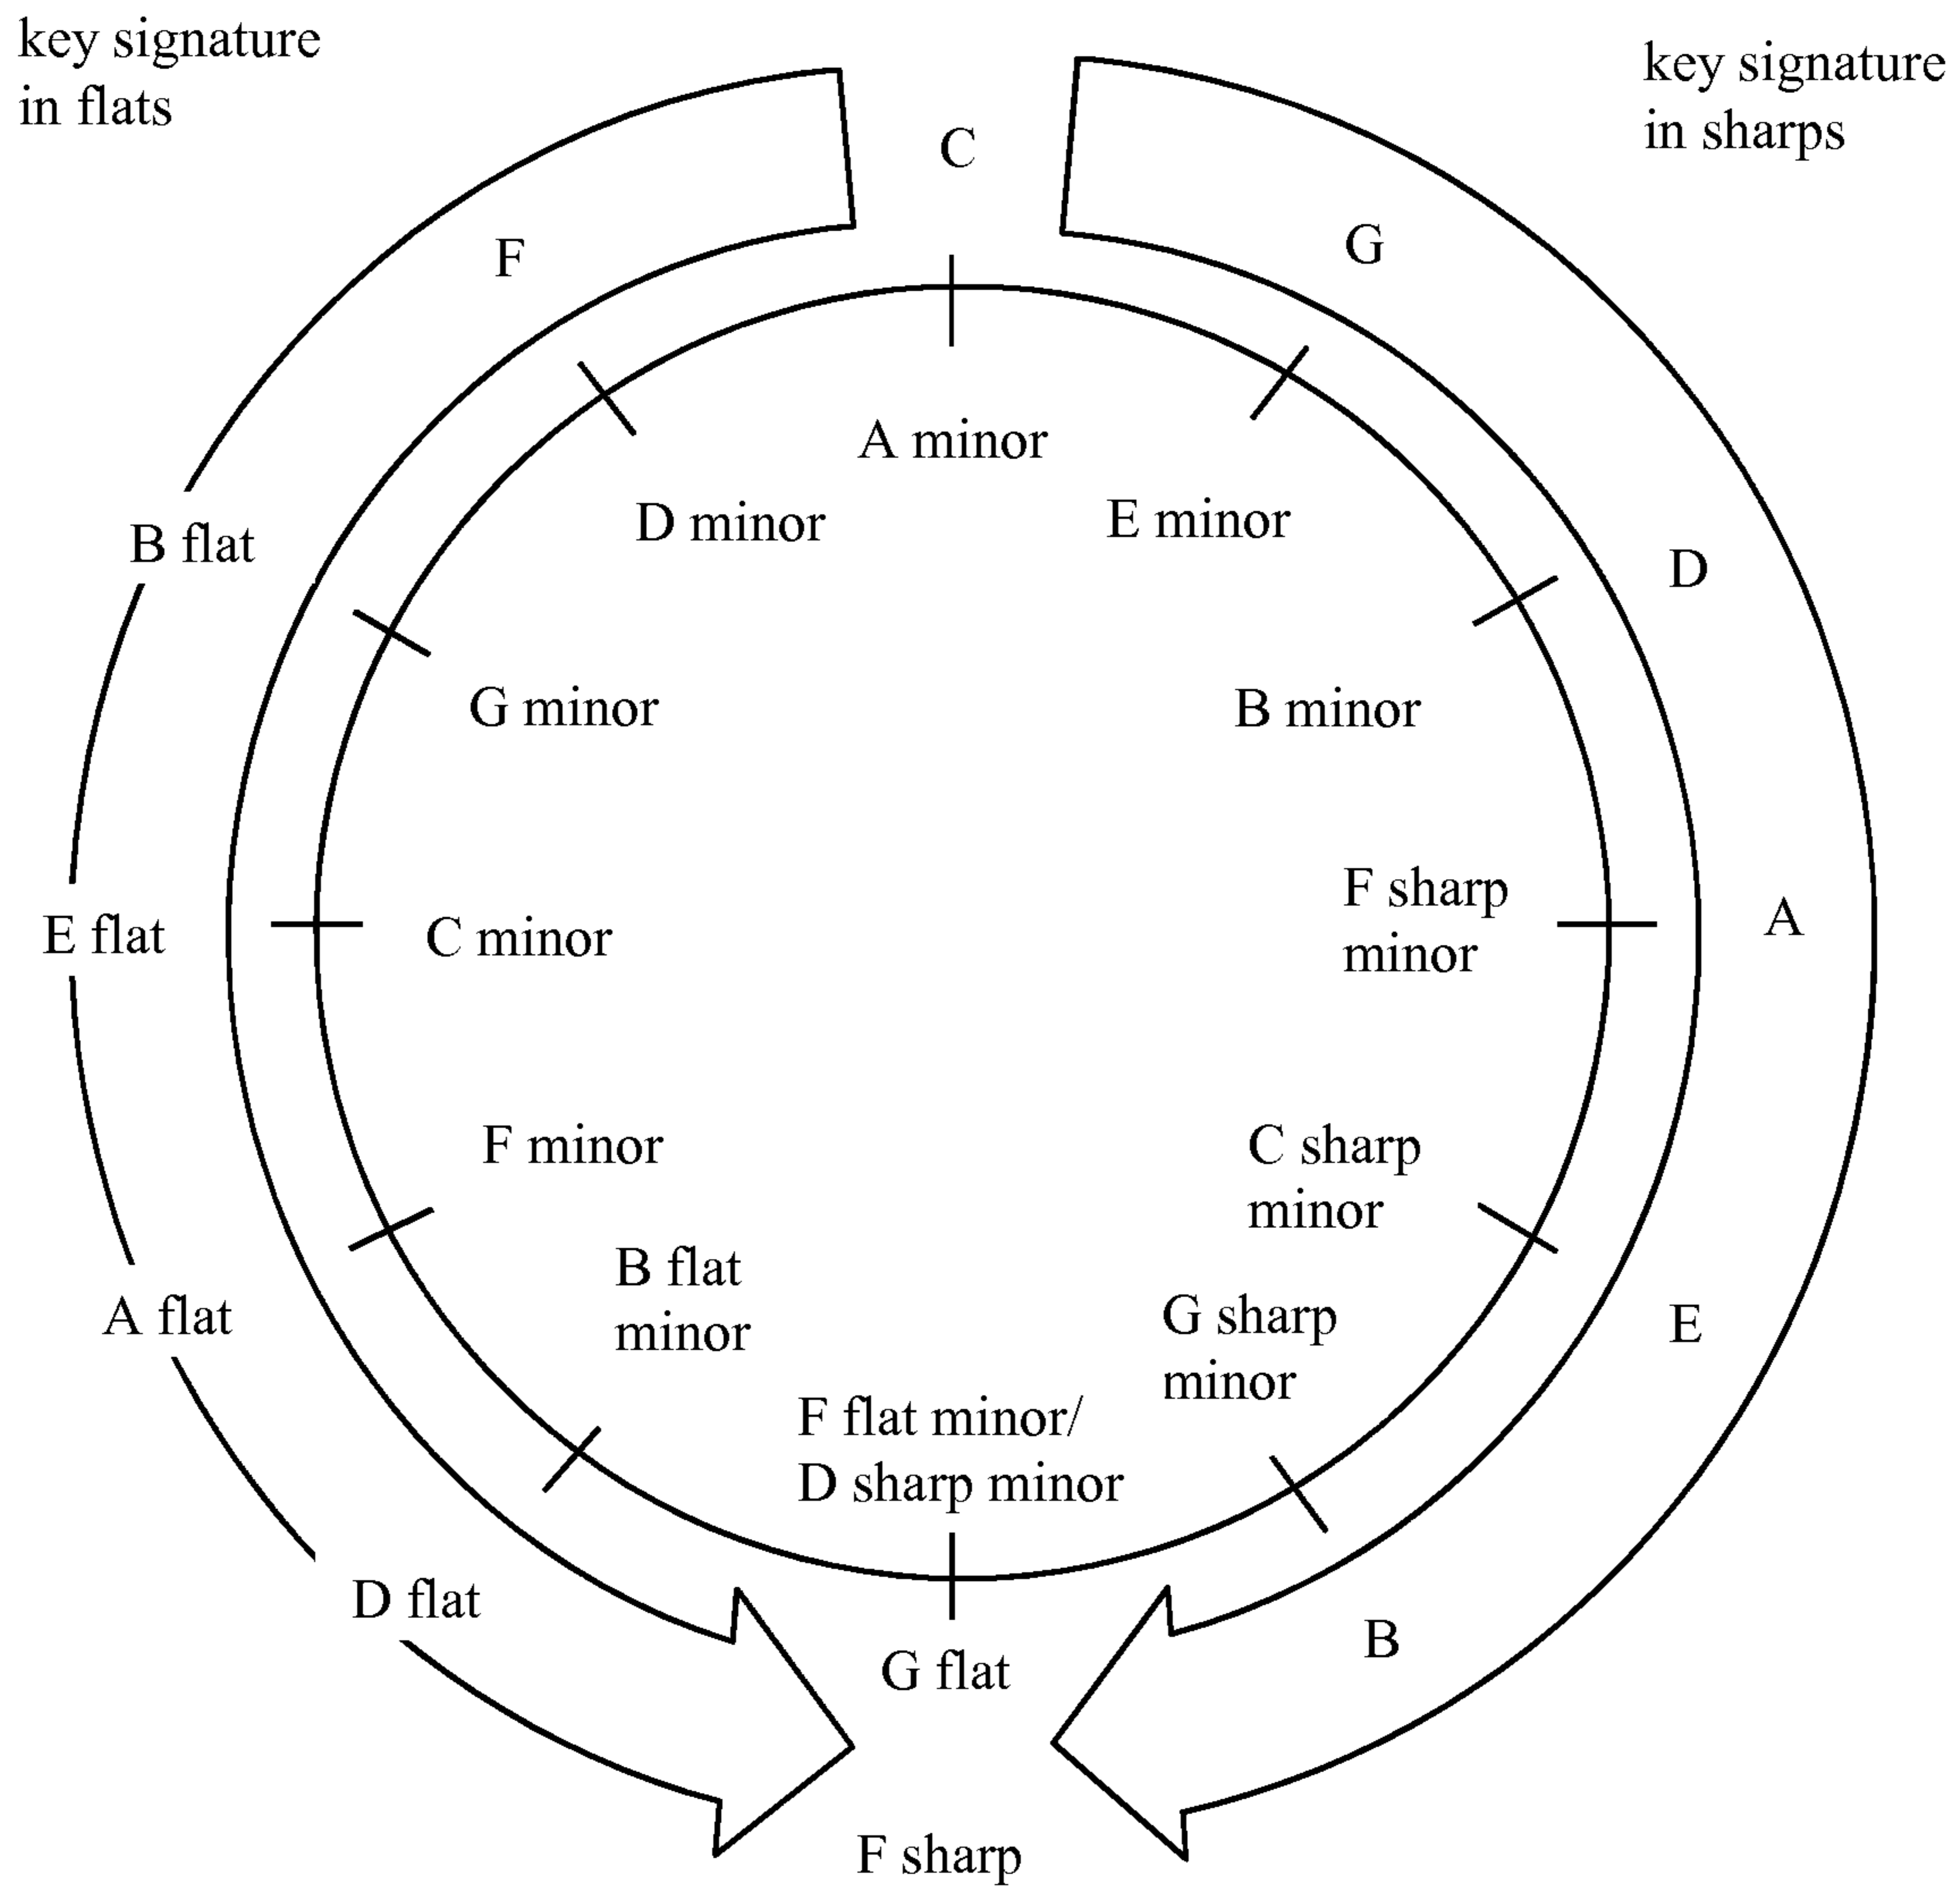 key signature
in flats
key signature
in sharps
C
F
G
A minor
D minor
E minor
B flat
D
G minor
B minor
E flat
C minor
F sharp
minor
A
F minor
C sharp
minor
A flat
B flat
minor
G sharp
minor
E
F flat minor/
D sharp minor
D flat
B
G flat
F sharp